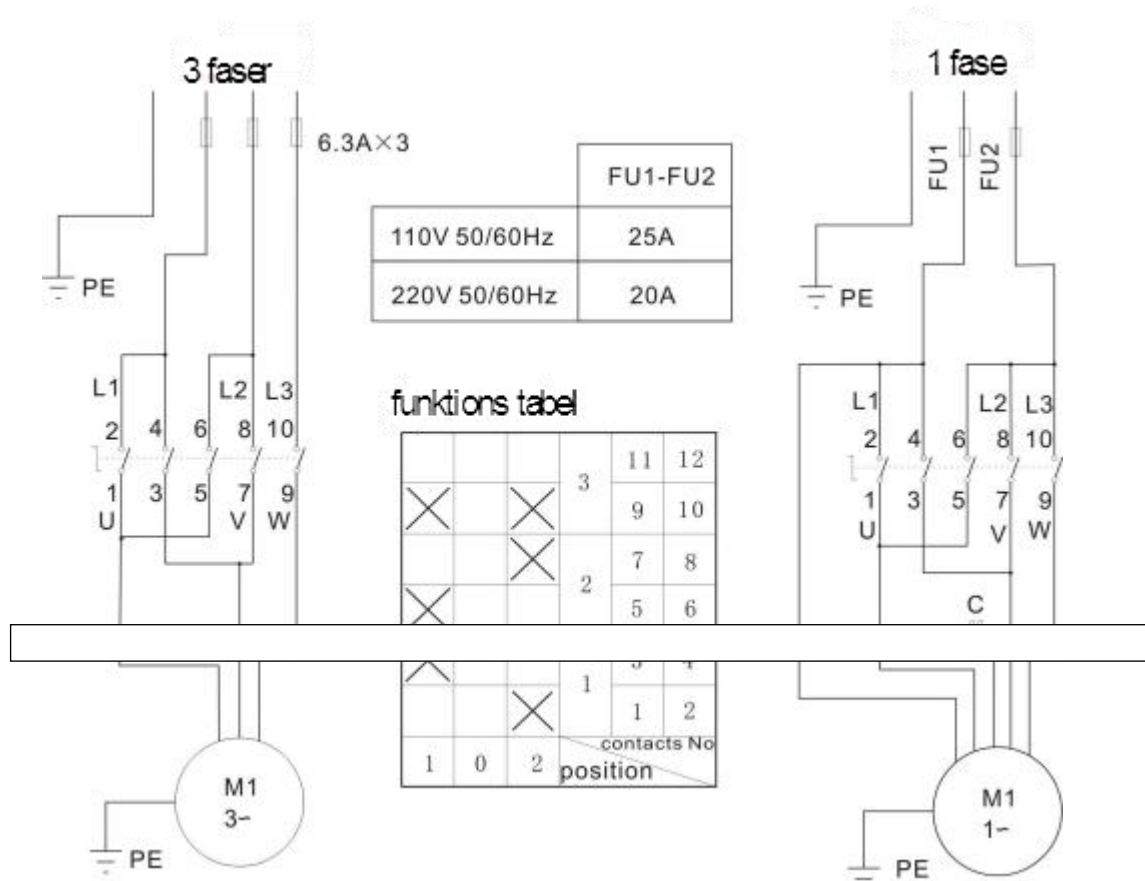 3 faser
6.3A×3
PE
L1 L2 L3
2 4 6 8 10
1 3 5 7 9
U V W
M1
3~
PE
FU1-FU2
110V 50/60Hz 25A
220V 50/60Hz 20A
funktions tabel
11 12
3
9 10
7 8
2
5 6
1
1 2
contacts No
1 0 2 position
1 fase
FU1 FU2
PE
L1 L2 L3
2 4 6 8 10
1 3 5 7 9
U V W
C
M1
1~
PE